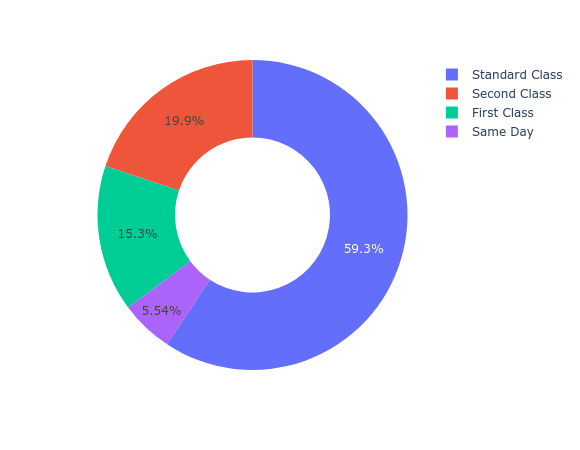 Standard Class
Second Class
First Class
Same Day
19.9%
15.3%
59.3%
5.54%